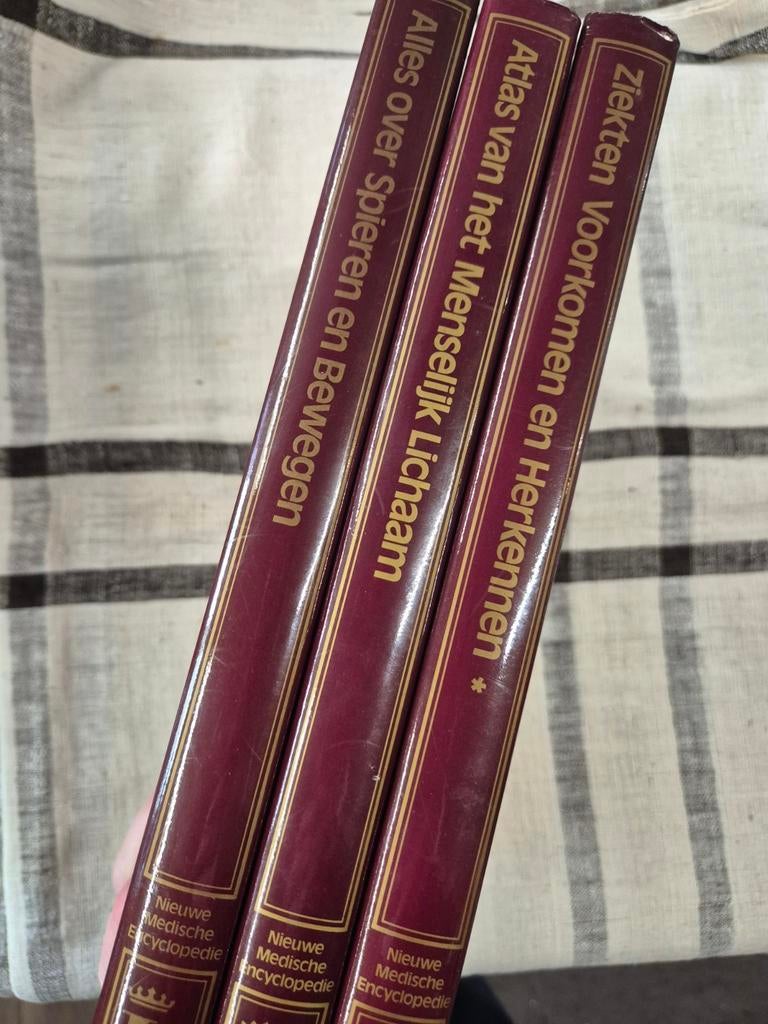 Alles over Spieren en Bewegen
Nieuwe
Medische
Encyclopedie
Atlas van het Menselijk Lichaam
Nieuwe
Medische
Encyclopedie
Ziekten Voorkomen en Herkennen *
Nieuwe
Medische
Encyclopedie